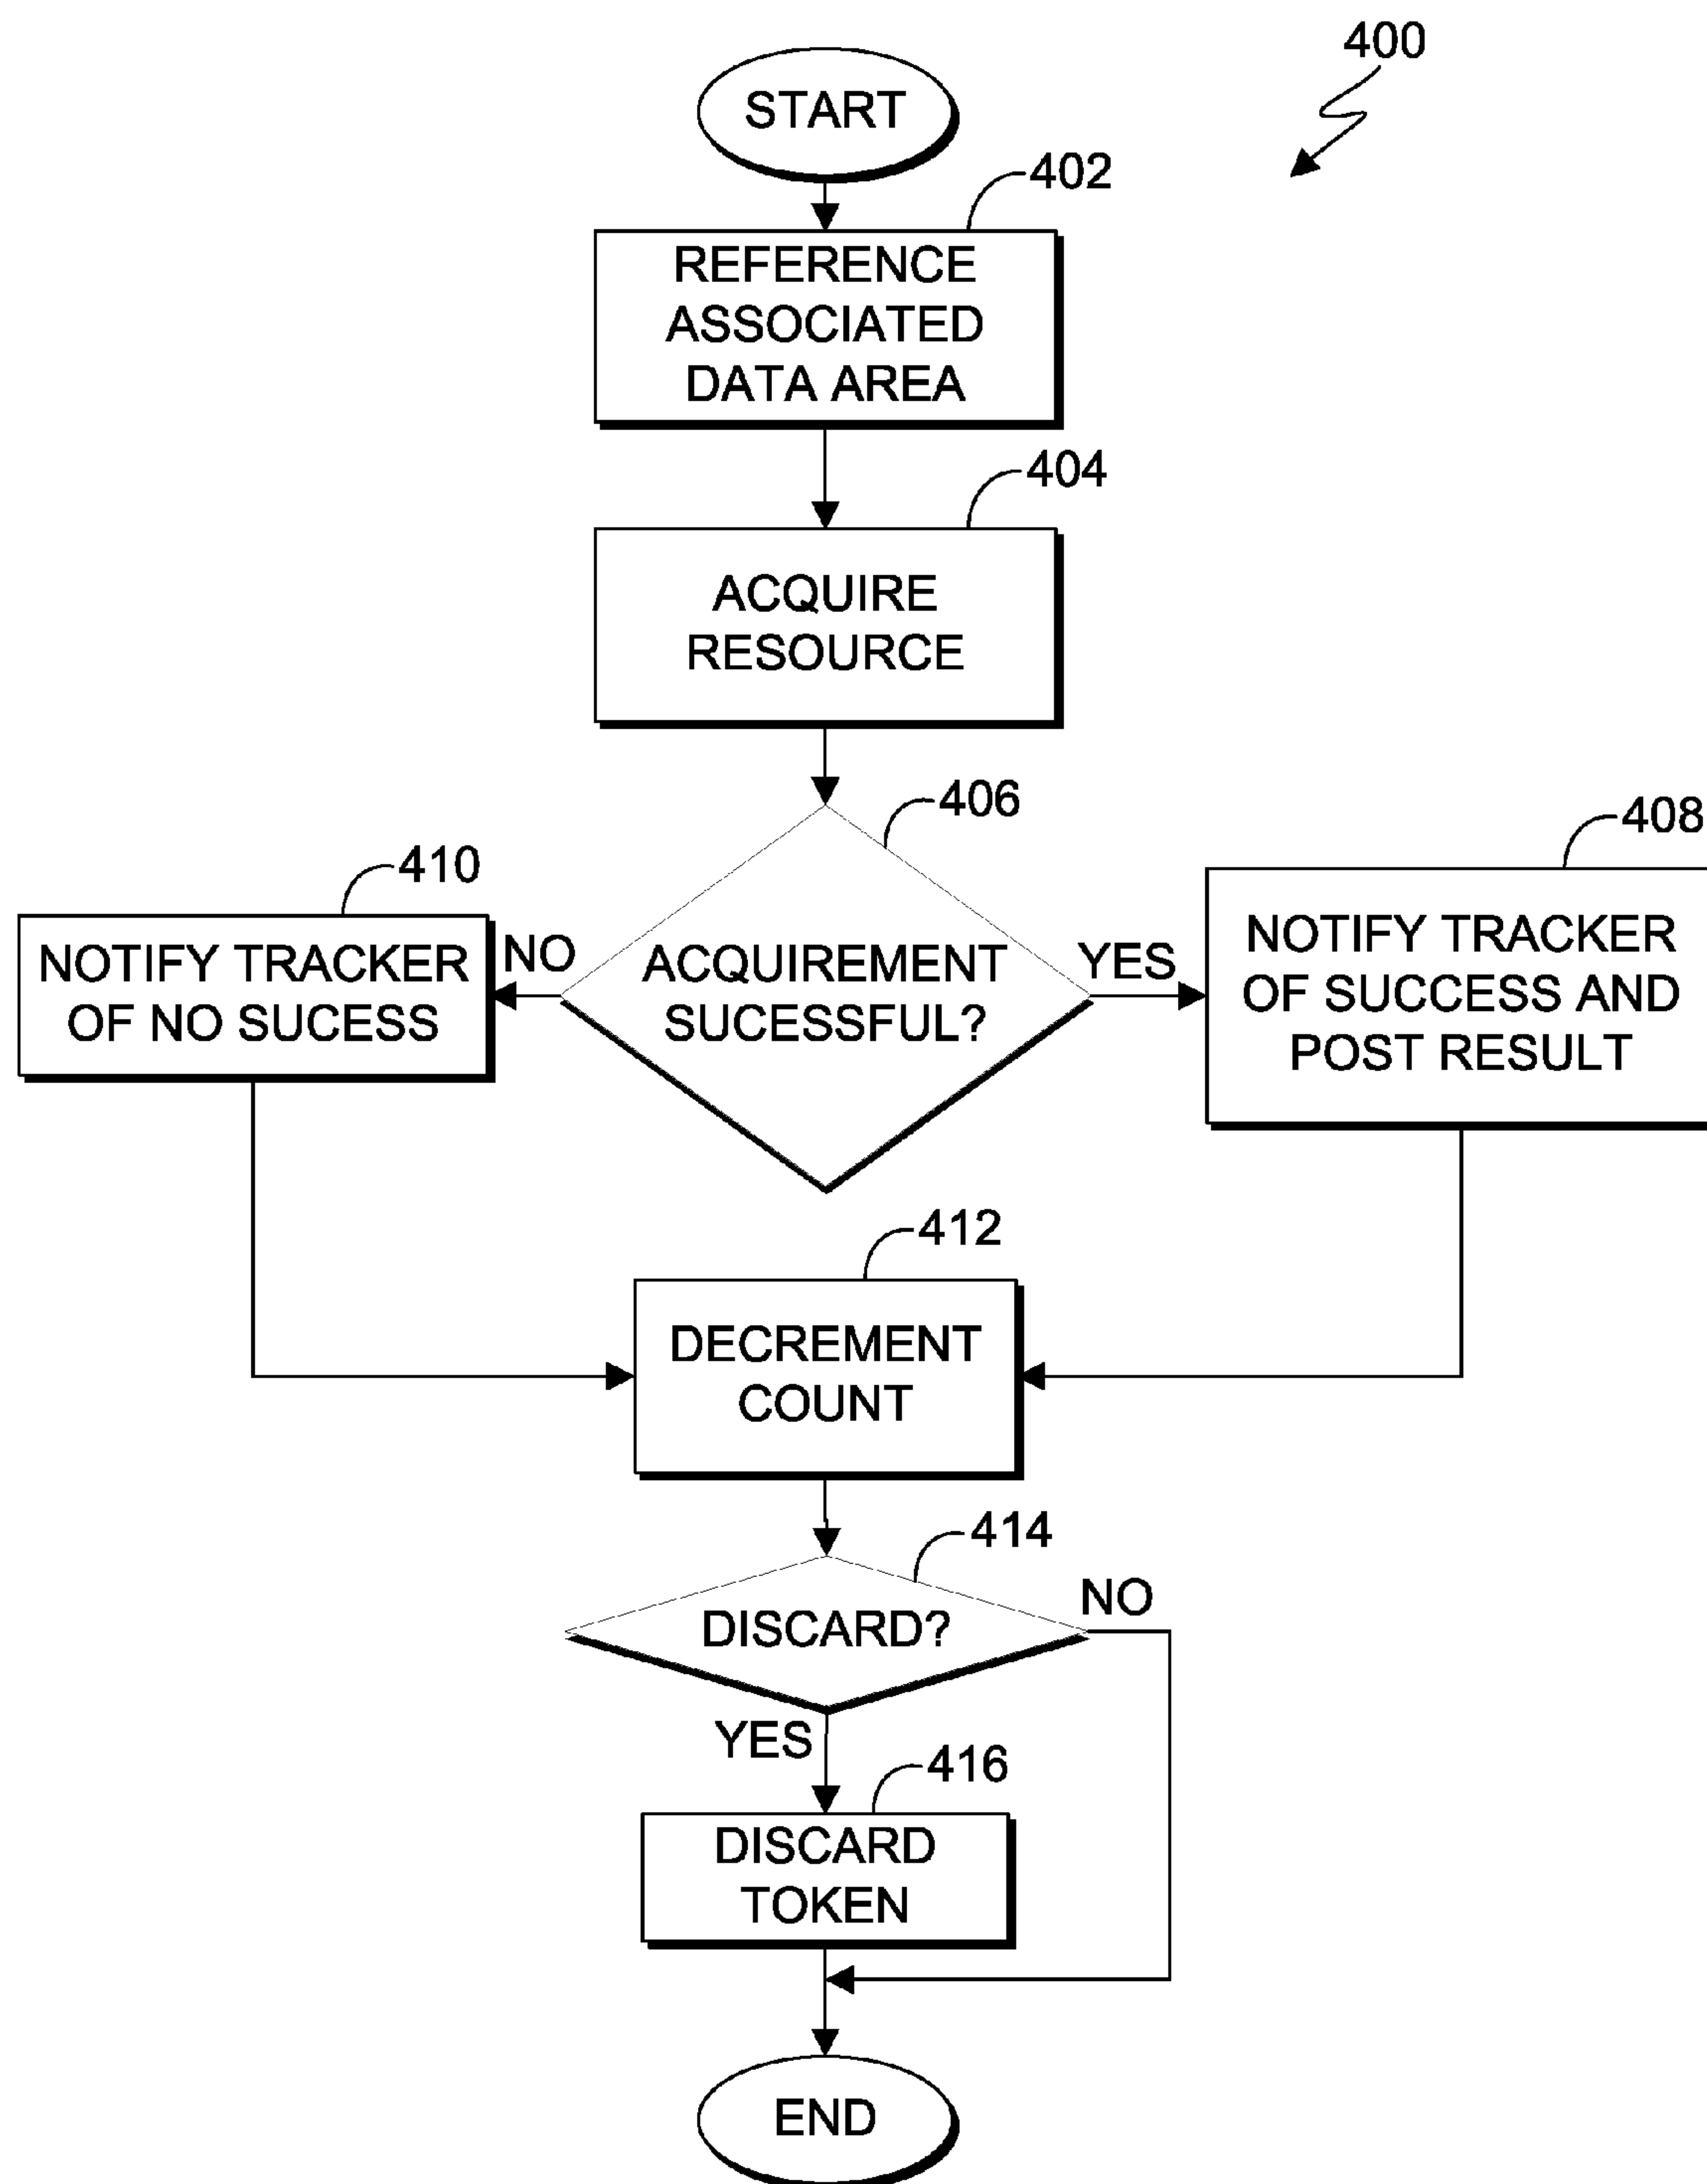 400
START
402
REFERENCE
ASSOCIATED
DATA AREA
404
ACQUIRE
RESOURCE
406
408
410
NOTIFY TRACKER
OF NO SUCESS
NO
ACQUIREMENT
SUCESSFUL?
YES
NOTIFY TRACKER
OF SUCCESS AND
POST RESULT
412
DECREMENT
COUNT
414
DISCARD?
NO
YES
416
DISCARD
TOKEN
END